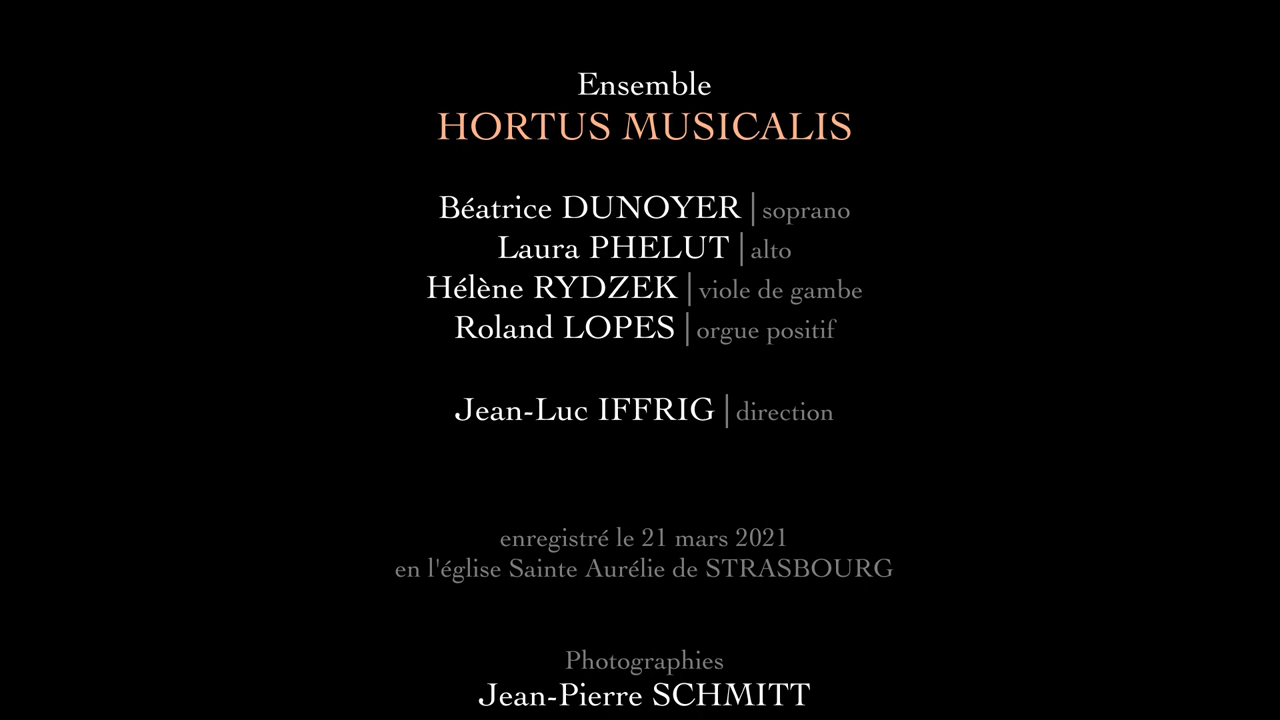 Ensemble
HORTUS MUSICALIS
Béatrice DUNOYER | soprano
Laura PHELUT | alto
Hélène RYDZEK | viole de gambe
Roland LOPES | orgue positif
Jean-Luc IFFRIG | direction
enregistré le 21 mars 2021
en l'église Sainte Aurélie de STRASBOURG
Photographies
Jean-Pierre SCHMITT